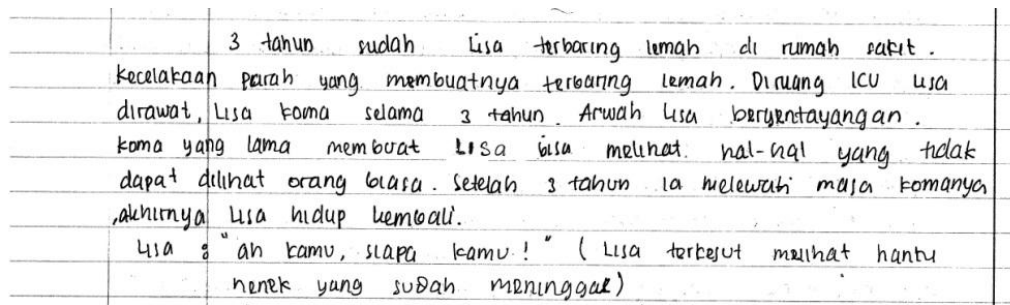 3 tahun sudah Lisa terbaring lemah di rumah sakit.
Kecelakaan parah yang membuatnya terbaring lemah. Diruang ICU Lisa
dirawat, Lisa koma selama 3 tahun. Arwah Lisa bergentayangan.
Koma yang lama membuat Lisa bisa melihat hal-hal yang tidak
dapat dilihat orang biasa. Setelah 3 tahun Ia melewati masa komanya
,akhirnya Lisa hidup kembali.
Lisa : "ah kamu, siapa kamu!" (Lisa terkejut melihat hantu
nenek yang sudah meninggal)